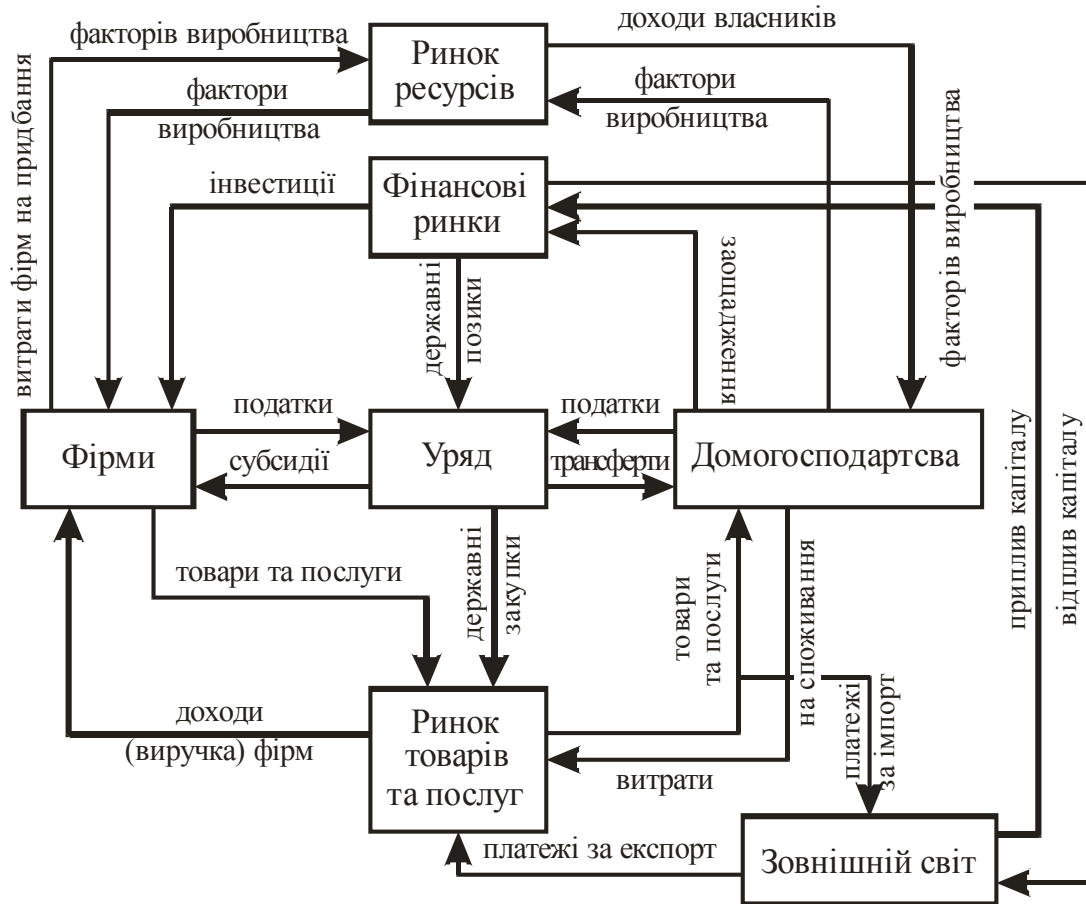 факторів виробництва
доходи власників
Ринок
ресурсів
витрати фірм на придбання
фактори
виробництва
фактори
виробництва
факторів виробництва
інвестиції
Фінансові
ринки
державні
позики
заощадження
приплив капіталу
відплив капіталу
Фірми
податки
субсидії
Уряд
податки
трансферти
Домогосподартсва
товари та послуги
державні
закупки
товари
та послуги
на споживання
платежі
за імпорт
доходи
(виручка) фірм
Ринок
товарів
та послуг
витрати
платежі за експорт
Зовнішній світ